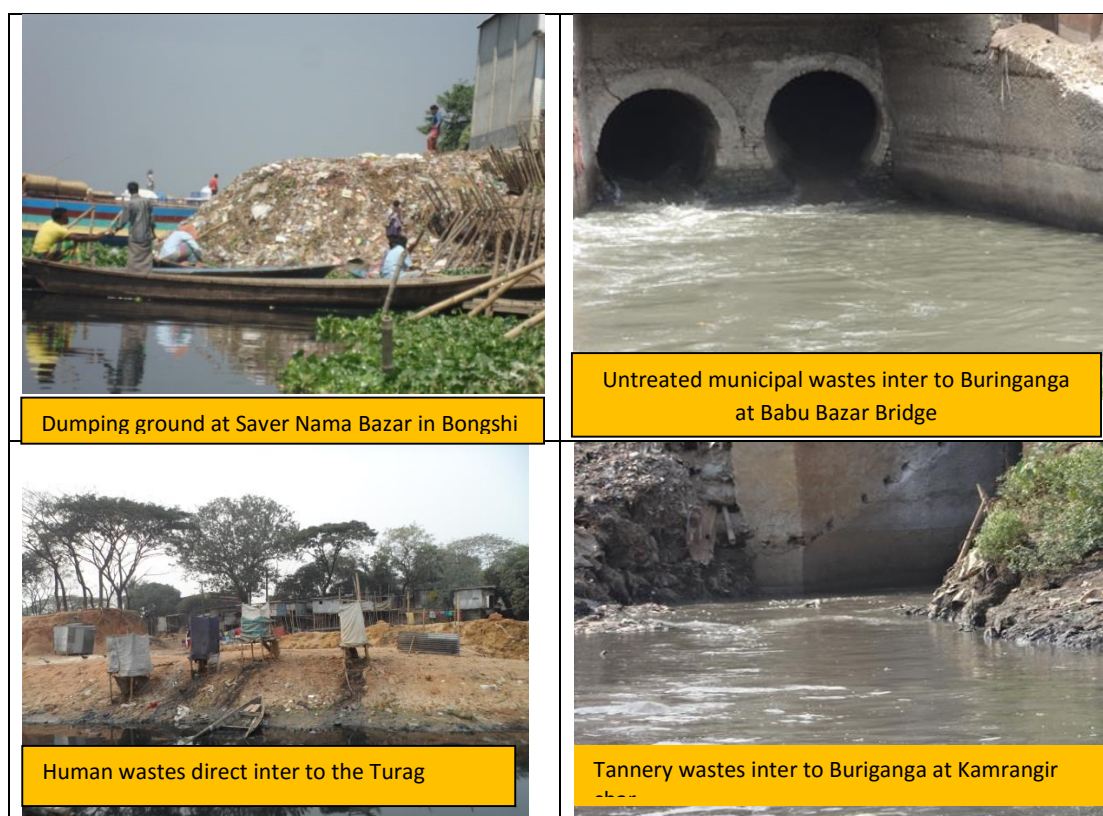 Dumping ground at Saver Nama Bazar in Bongshi
Untreated municipal wastes inter to Buringanga
at Babu Bazar Bridge
Human wastes direct inter to the Turag
Tannery wastes inter to Buriganga at Kamrangir
char